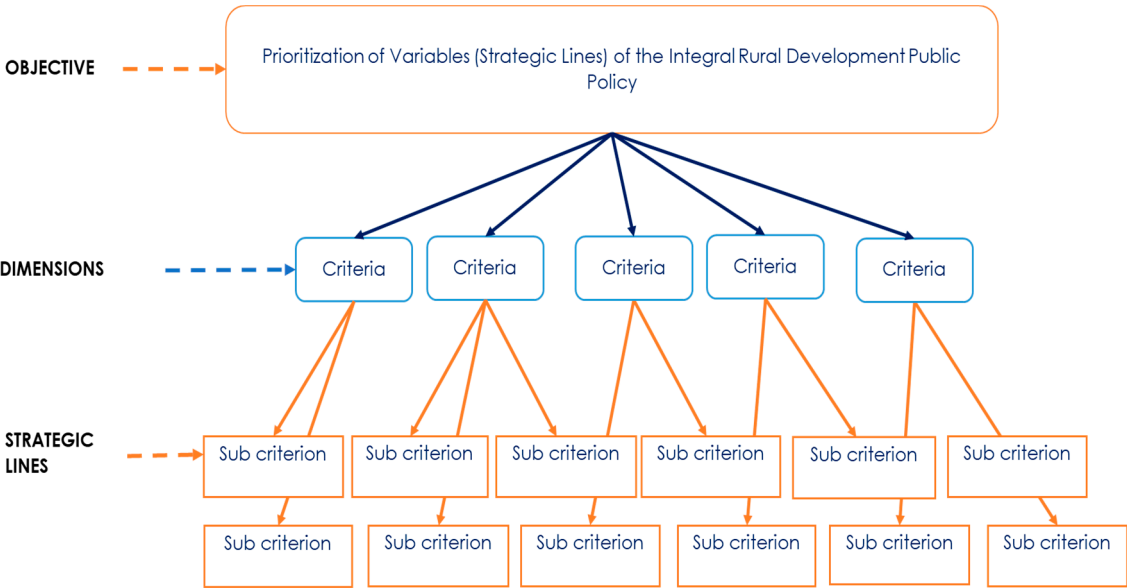 OBJECTIVE
Prioritization of Variables (Strategic Lines) of the Integral Rural Development Public
Policy
DIMENSIONS
Criteria
Criteria
Criteria
Criteria
Criteria
STRATEGIC
LINES
Sub criterion
Sub criterion
Sub criterion
Sub criterion
Sub criterion
Sub criterion
Sub criterion
Sub criterion
Sub criterion
Sub criterion
Sub criterion
Sub criterion